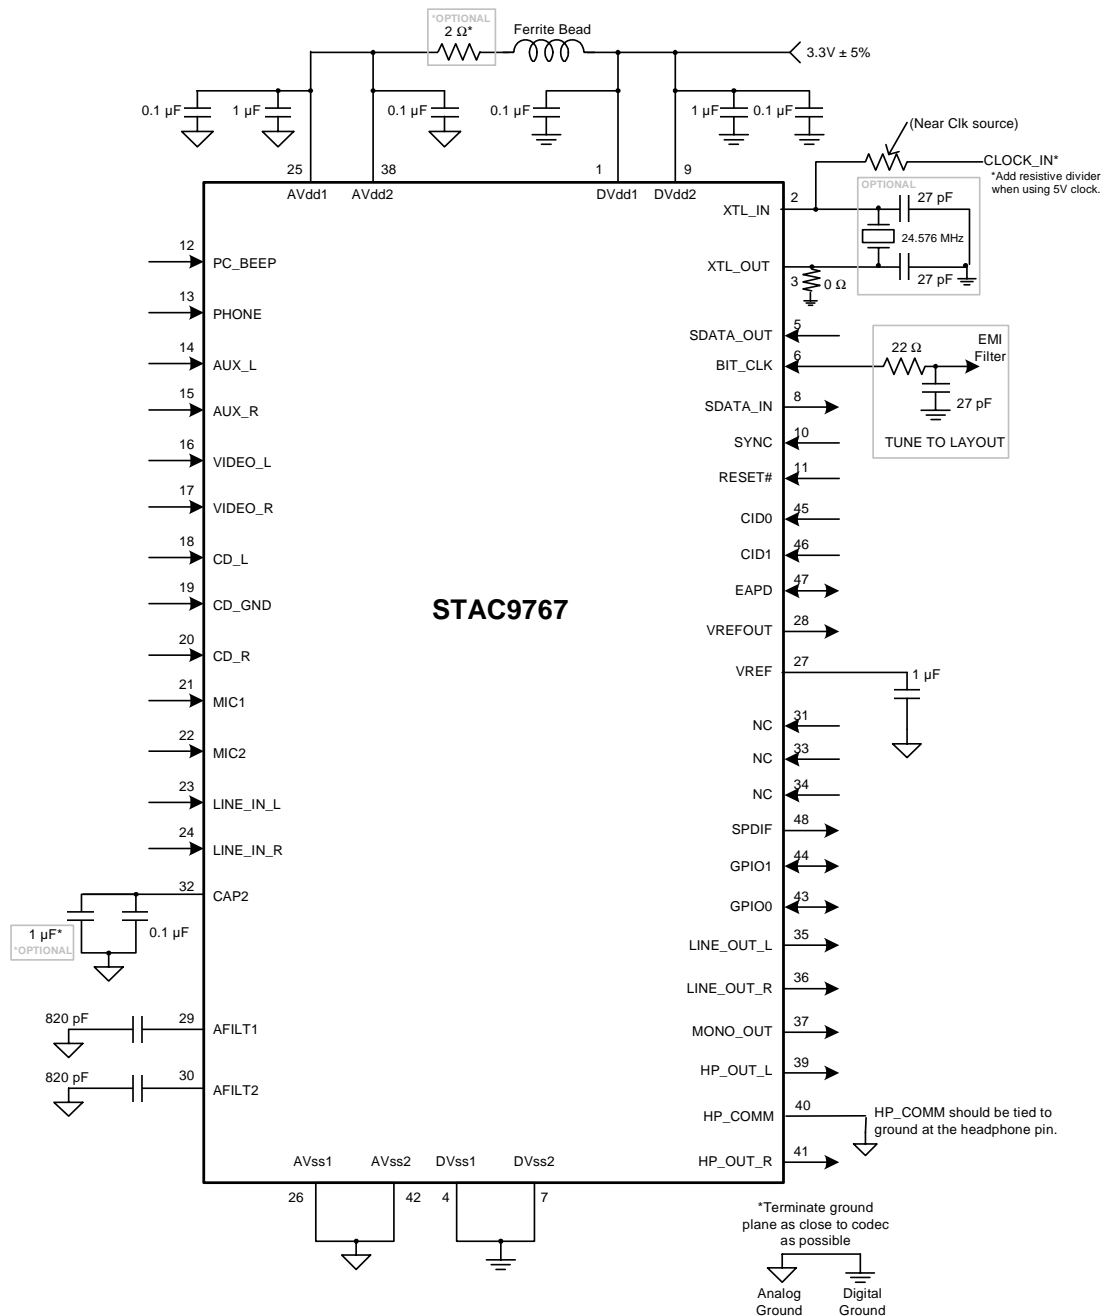 *OPTIONAL
2 Ω*
Ferrite Bead
3.3V ± 5%
0.1 µF
1 µF
0.1 µF
0.1 µF
1 µF
0.1 µF
(Near Clk source)
CLOCK_IN*
*Add resistive divider
when using 5V clock.
25
38
1
9
AVdd1
AVdd2
DVdd1
DVdd2
OPTIONAL
2
XTL_IN
27 pF
24.576 MHz
XTL_OUT
3
0 Ω
27 pF
12
PC_BEEP
13
PHONE
14
AUX_L
15
AUX_R
16
VIDEO_L
17
VIDEO_R
18
CD_L
19
CD_GND
20
CD_R
21
MIC1
22
MIC2
23
LINE_IN_L
24
LINE_IN_R
32
CAP2
1 µF*
*OPTIONAL
0.1 µF
820 pF
29
AFILT1
820 pF
30
AFILT2
STAC9767
SDATA_OUT
5
BIT_CLK
6
22 Ω
EMI
Filter
27 pF
TUNE TO LAYOUT
SDATA_IN
8
SYNC
10
RESET#
11
CID0
45
CID1
46
EAPD
47
VREFOUT
28
VREF
27
1 µF
NC
31
NC
33
NC
34
SPDIF
48
GPIO1
44
GPIO0
43
LINE_OUT_L
35
LINE_OUT_R
36
MONO_OUT
37
HP_OUT_L
39
HP_COMM
40
HP_COMM should be tied to
ground at the headphone pin.
HP_OUT_R
41
AVss1
AVss2
DVss1
DVss2
26
42
4
7
*Terminate ground
plane as close to codec
as possible
Analog
Ground
Digital
Ground